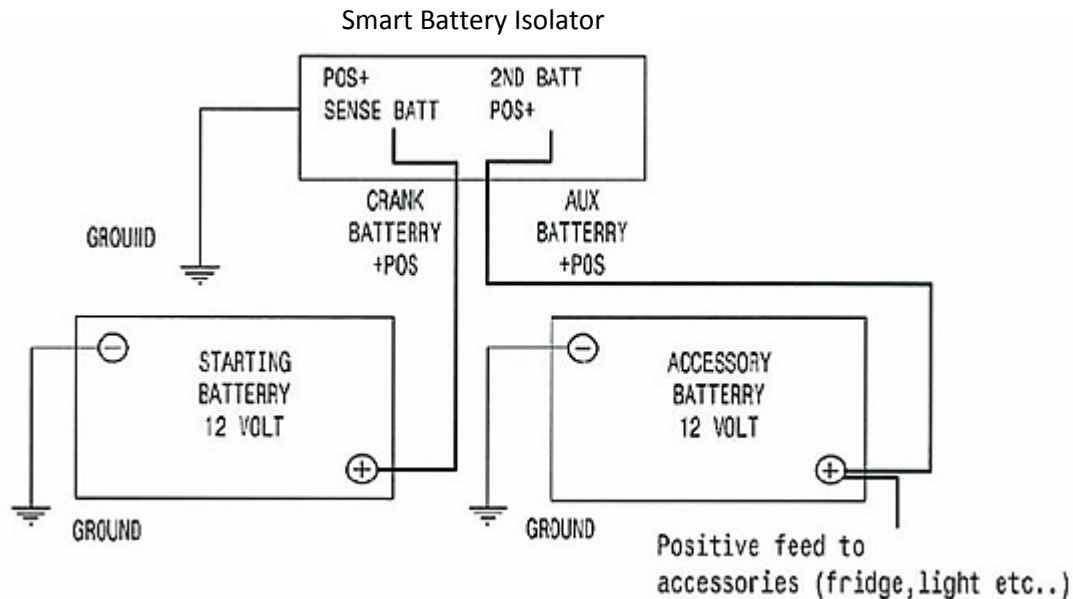 Smart Battery Isolator
POS+
SENSE BATT
2ND BATT
POS+
CRANK
BATTERRY
+POS
AUX
BATTERRY
+POS
GROUND
STARTING
BATTERRY
12 VOLT
ACCESSORY
BATTERRY
12 VOLT
GROUND
GROUND
Positive feed to
accessories (fridge,light etc..)